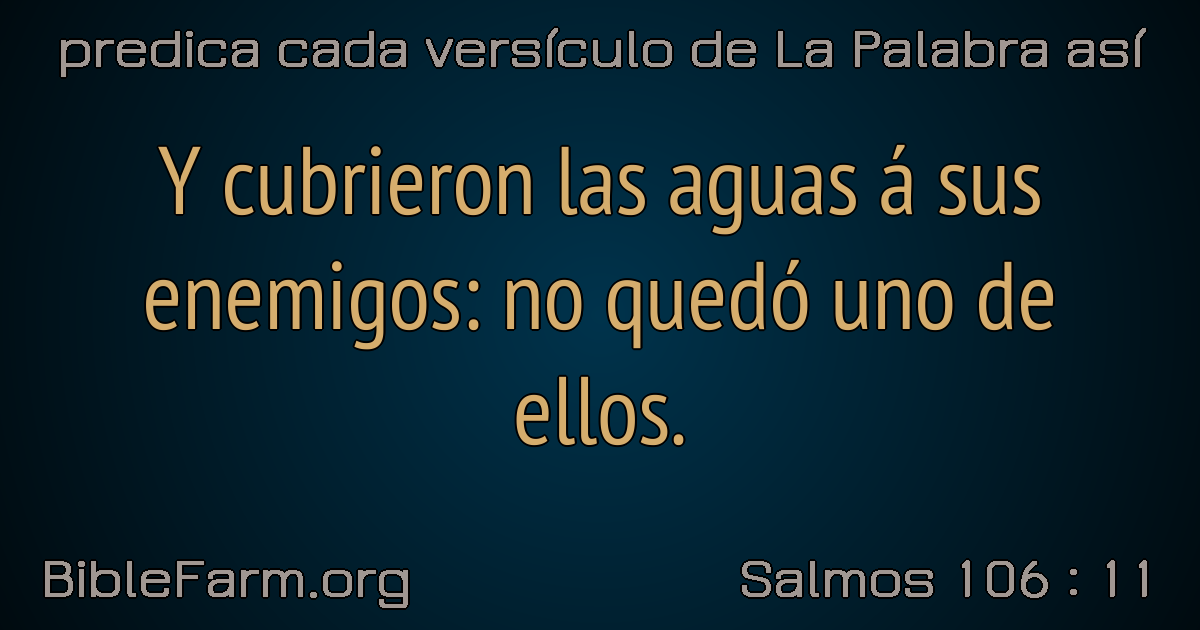 predica cada versículo de La Palabra así
Y cubrieron las aguas á sus
enemigos: no quedó uno de
ellos.
BibleFarm.org
Salmos 106 : 11